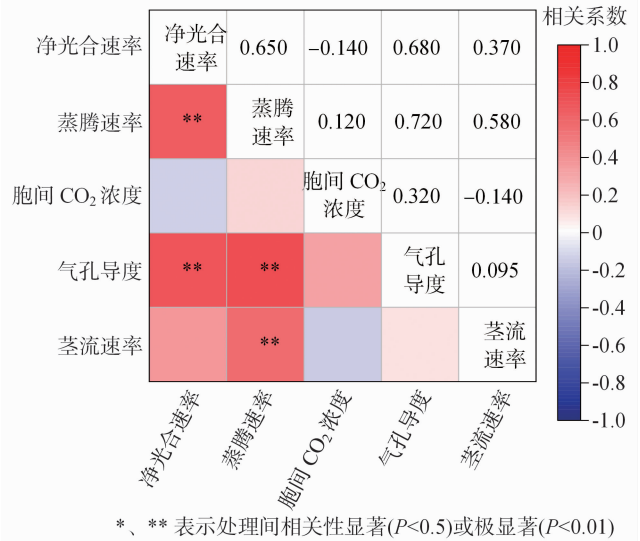 相关系数
净光合速率 净光合速率 0.650 −0.140 0.680 0.370
蒸腾速率 ** 蒸腾速率 0.120 0.720 0.580
胞间 CO₂ 浓度 胞间 CO₂ 浓度 0.320 −0.140
气孔导度 ** ** 气孔导度 0.095
茎流速率 ** 茎流速率
1.0
0.8
0.6
0.4
0.2
0
-0.2
-0.4
-0.6
-0.8
-1.0
净光合速率
蒸腾速率
胞间 CO₂ 浓度
气孔导度
茎流速率
*、** 表示处理间相关性显著(P<0.5)或极显著(P<0.01)